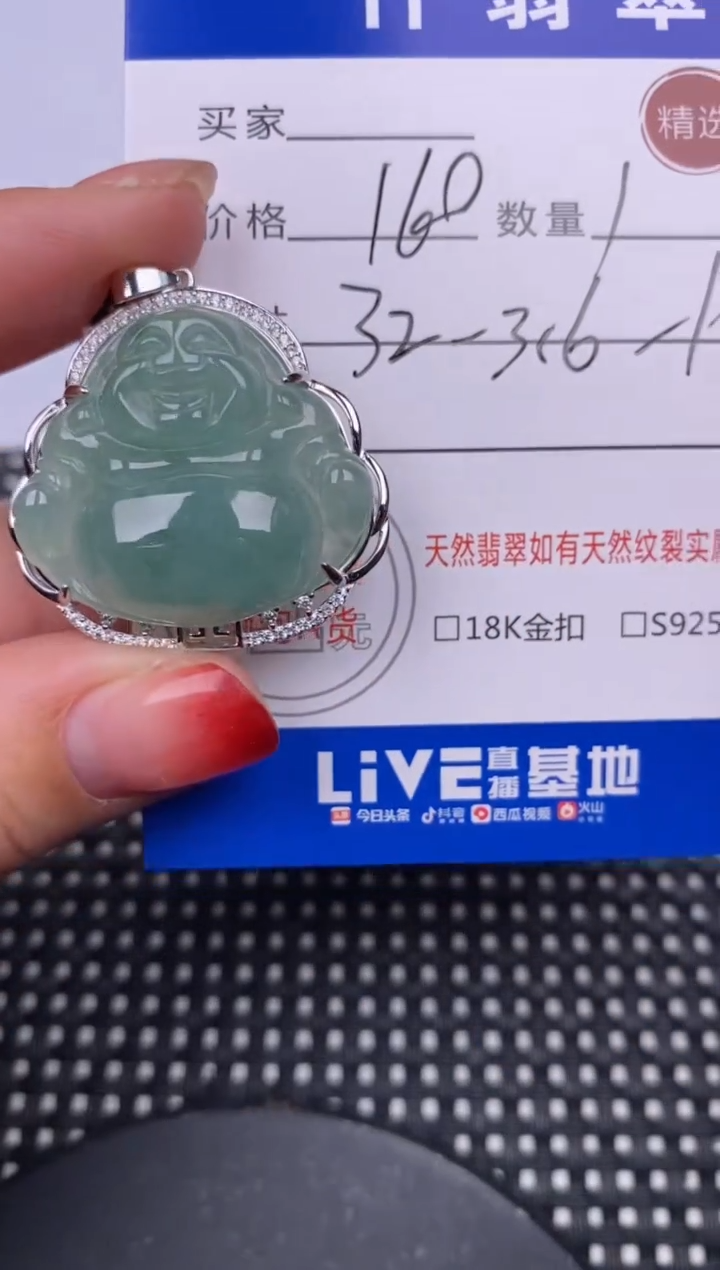 翡翠
买家
精选
价格 160 数量 1
32-36-1
天然翡翠如有天然纹裂实属
货
□18K金扣 □S925
LiVE直播基地
今日头条 抖音 西瓜视频 火山